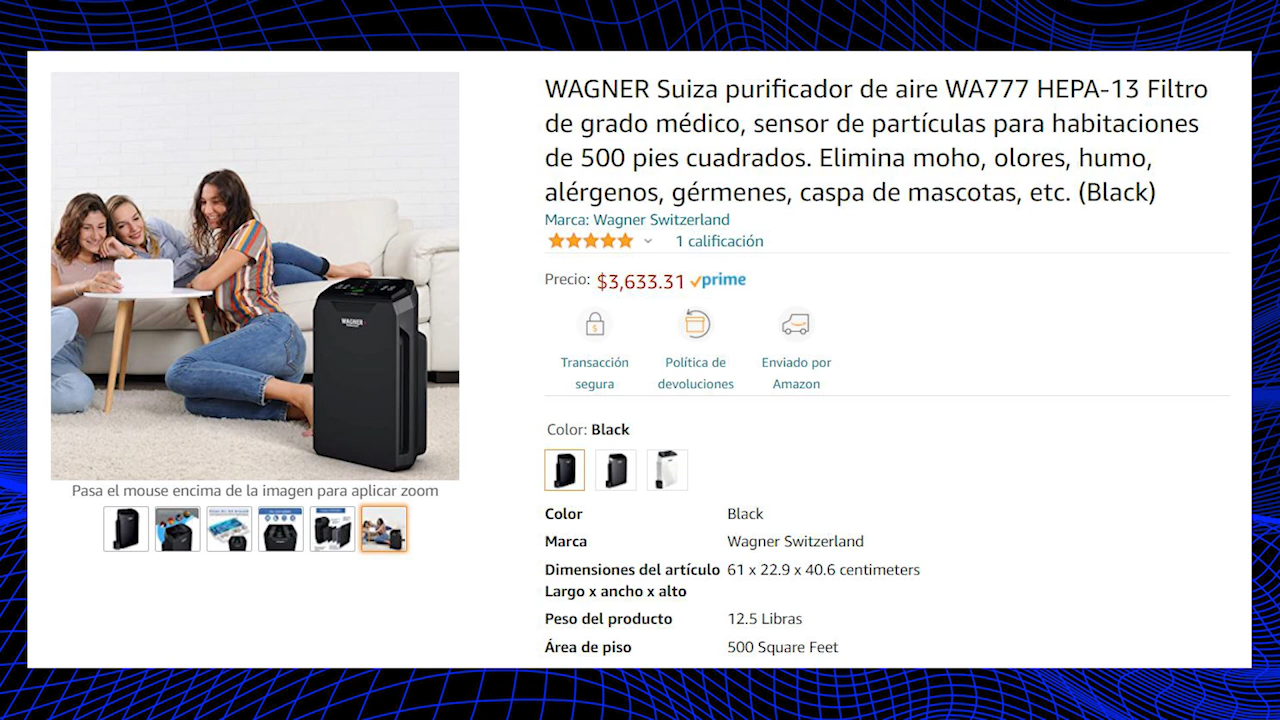 WAGNER Suiza purificador de aire WA777 HEPA-13 Filtro
de grado médico, sensor de partículas para habitaciones
de 500 pies cuadrados. Elimina moho, olores, humo,
alérgenos, gérmenes, caspa de mascotas, etc. (Black)
Marca: Wagner Switzerland
1 calificación
Precio: $3,633.31 prime
Transacción segura
Política de devoluciones
Enviado por Amazon
Color: Black
Color Black
Marca Wagner Switzerland
Dimensiones del artículo 61 x 22.9 x 40.6 centimeters
Largo x ancho x alto
Peso del producto 12.5 Libras
Área de piso 500 Square Feet
WAGNER
Pasa el mouse encima de la imagen para aplicar zoom